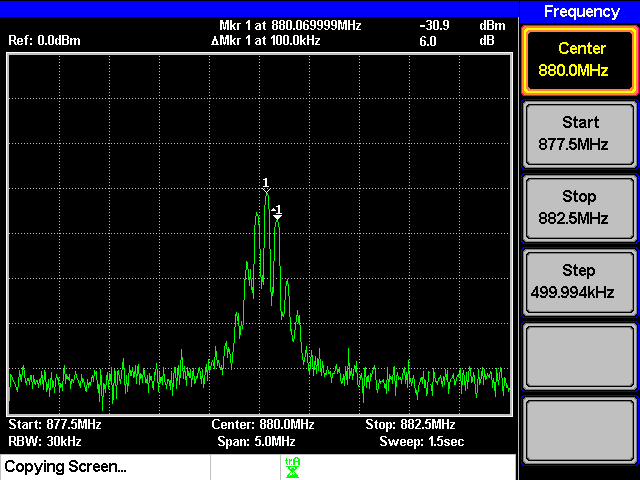 Frequency
Mkr 1 at 880.069999MHz -30.9 dBm
Ref: 0.0dBm ΔMkr 1 at 100.0kHz 6.0 dB
Center
880.0MHz
Start
877.5MHz
1
1
Stop
882.5MHz
Step
499.994kHz
Start: 877.5MHz Center: 880.0MHz Stop: 882.5MHz
RBW: 30kHz Span: 5.0MHz Sweep: 1.5sec
Copying Screen... trA